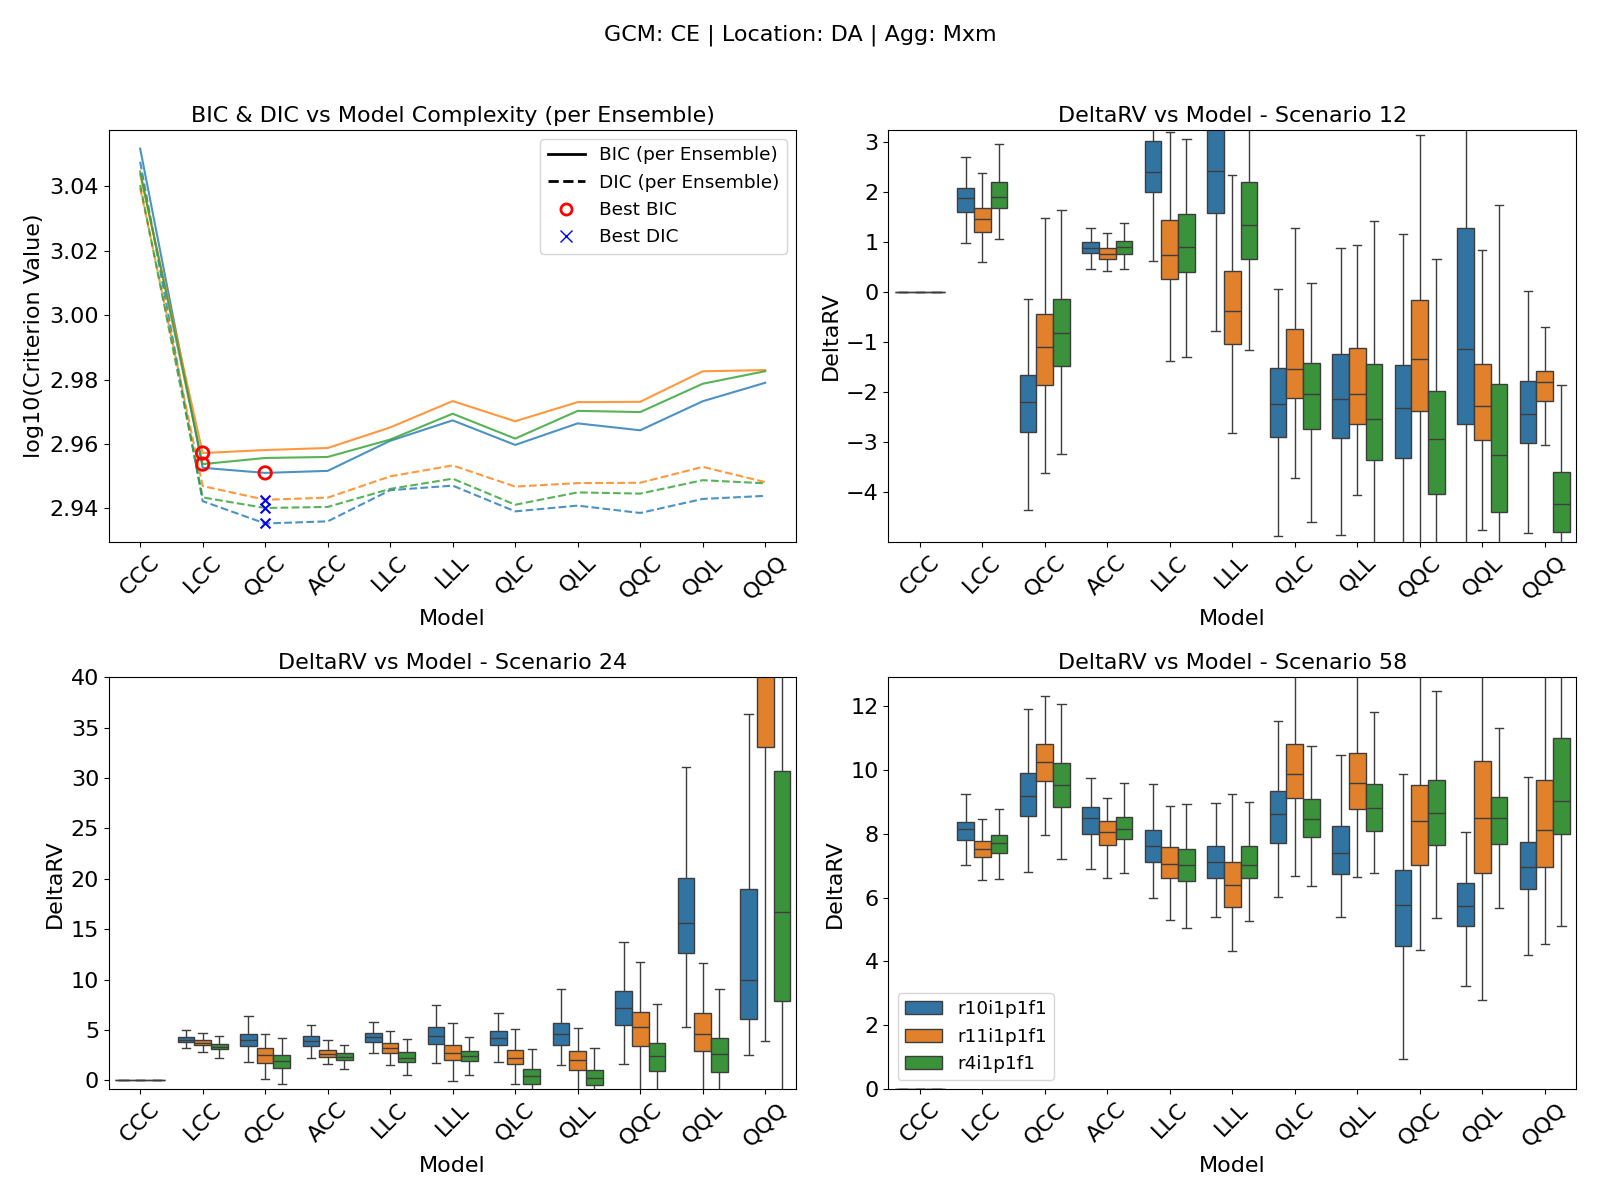 GCM: CE | Location: DA | Agg: Mxm
BIC & DIC vs Model Complexity (per Ensemble)
log10(Criterion Value)
3.04
3.02
3.00
2.98
2.96
2.94
BIC (per Ensemble)
DIC (per Ensemble)
Best BIC
Best DIC
CCC
LCC
QCC
ACC
LLC
LLL
QLC
QLL
QQC
QQL
QQQ
Model
DeltaRV vs Model - Scenario 12
DeltaRV
3
2
1
0
−1
−2
−3
−4
CCC
LCC
QCC
ACC
LLC
LLL
QLC
QLL
QQC
QQL
QQQ
Model
DeltaRV vs Model - Scenario 24
DeltaRV
40
35
30
25
20
15
10
5
0
CCC
LCC
QCC
ACC
LLC
LLL
QLC
QLL
QQC
QQL
QQQ
Model
DeltaRV vs Model - Scenario 58
DeltaRV
12
10
8
6
4
2
0
r10i1p1f1
r11i1p1f1
r4i1p1f1
CCC
LCC
QCC
ACC
LLC
LLL
QLC
QLL
QQC
QQL
QQQ
Model